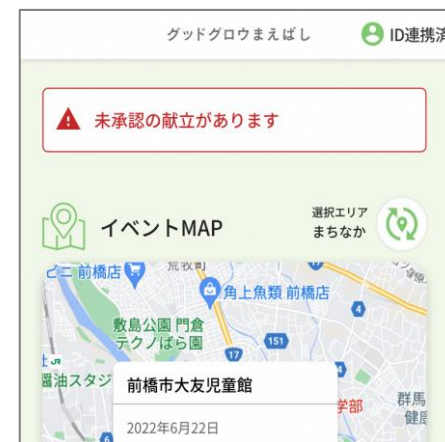 グッドグロウまえばし
ID連携済
未承認の献立があります
イベントMAP
選択エリア
まちなか
前橋店
荒牧町
角上魚類 前橋店
敷島公園 門倉
テクノばら園
151
17
醤油スタジ
前橋市大友児童館
学部
群馬
健
2022年6月22日
6